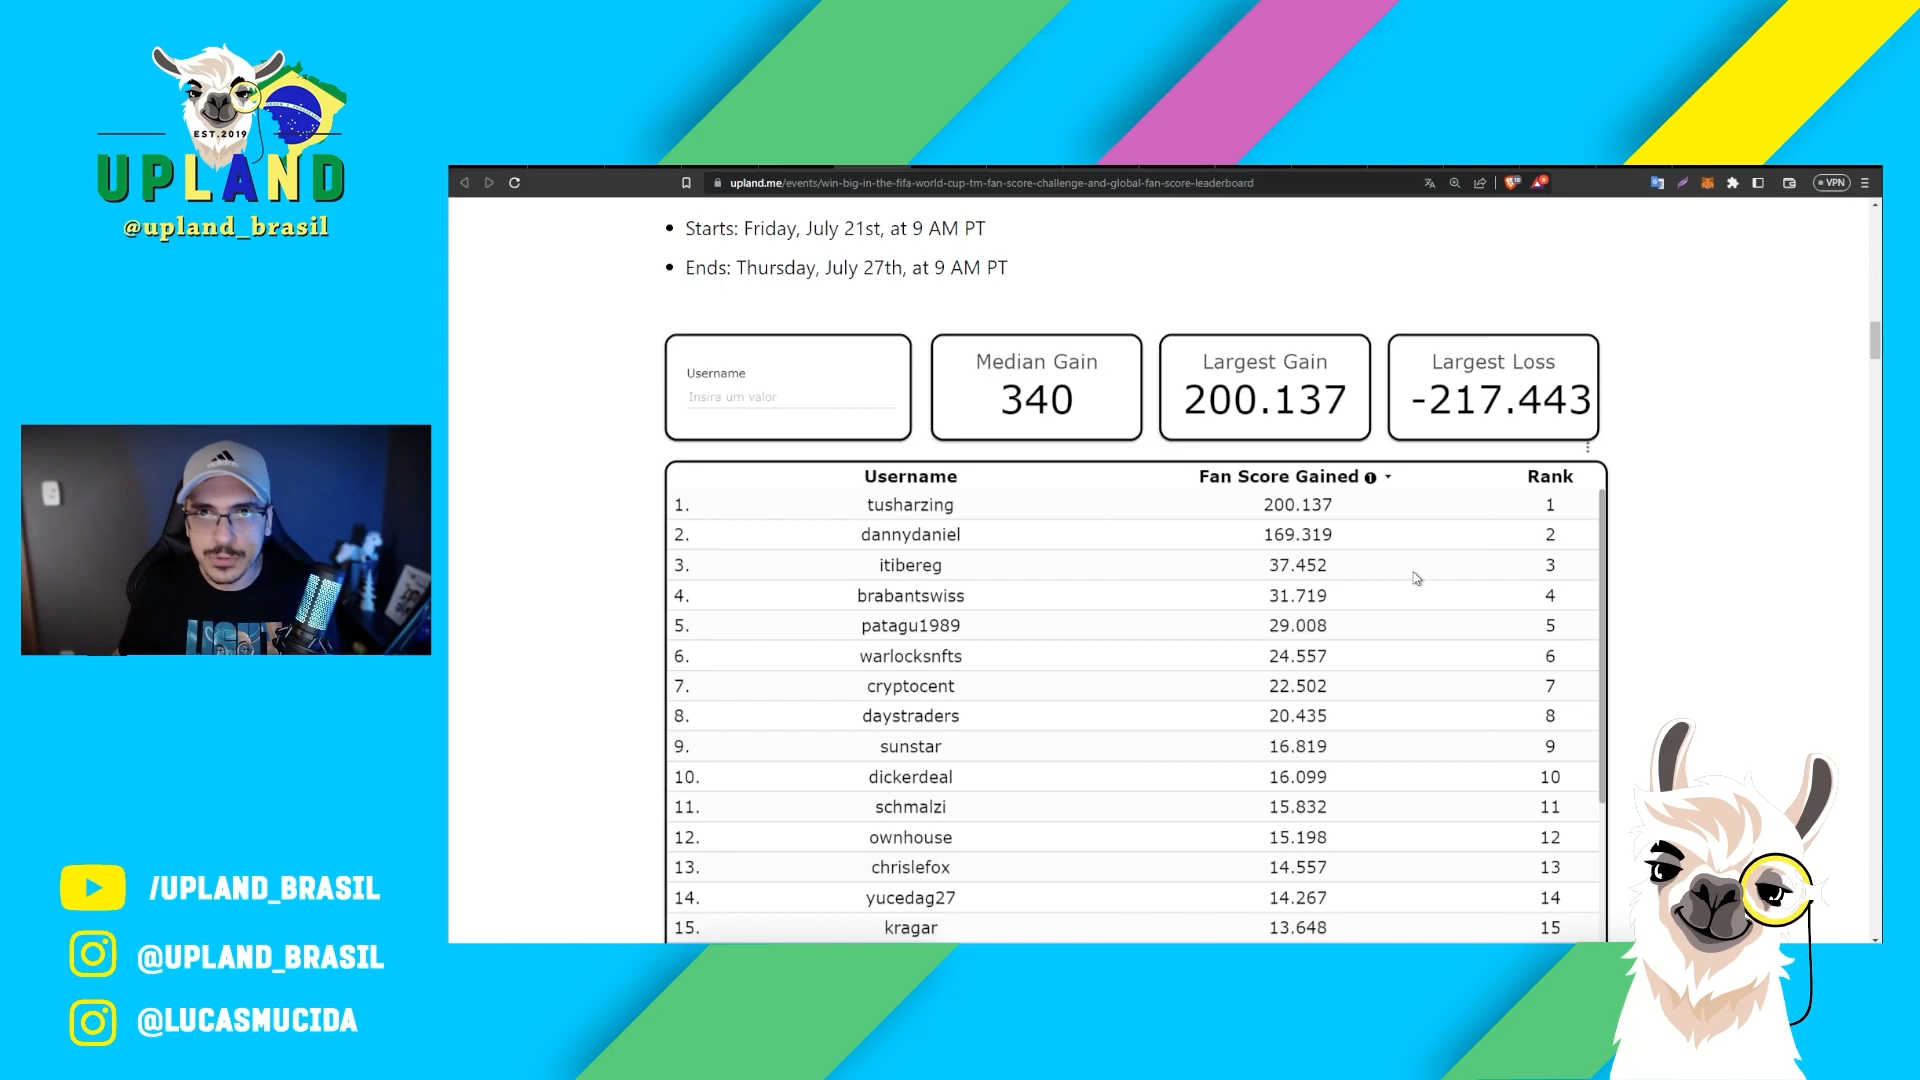 EST.2019
UPLAND
@upland_brasil
upland.me/events/win-big-in-the-fifa-world-cup-tm-fan-score-challenge-and-global-fan-score-leaderboard
VPN
Starts: Friday, July 21st, at 9 AM PT
Ends: Thursday, July 27th, at 9 AM PT
Username
Insira um valor
Median Gain
340
Largest Gain
200.137
Largest Loss
-217.443
Username Fan Score Gained Rank
1. tusharzing 200.137 1
2. dannydaniel 169.319 2
3. itibereg 37.452 3
4. brabantswiss 31.719 4
5. patagu1989 29.008 5
6. warlocksnfts 24.557 6
7. cryptocent 22.502 7
8. daystraders 20.435 8
9. sunstar 16.819 9
10. dickerdeal 16.099 10
11. schmalzi 15.832 11
12. ownhouse 15.198 12
13. chrislefox 14.557 13
14. yucedag27 14.267 14
15. kragar 13.648 15
adidas
/UPLAND_BRASIL
@UPLAND_BRASIL
@LUCASMUCIDA